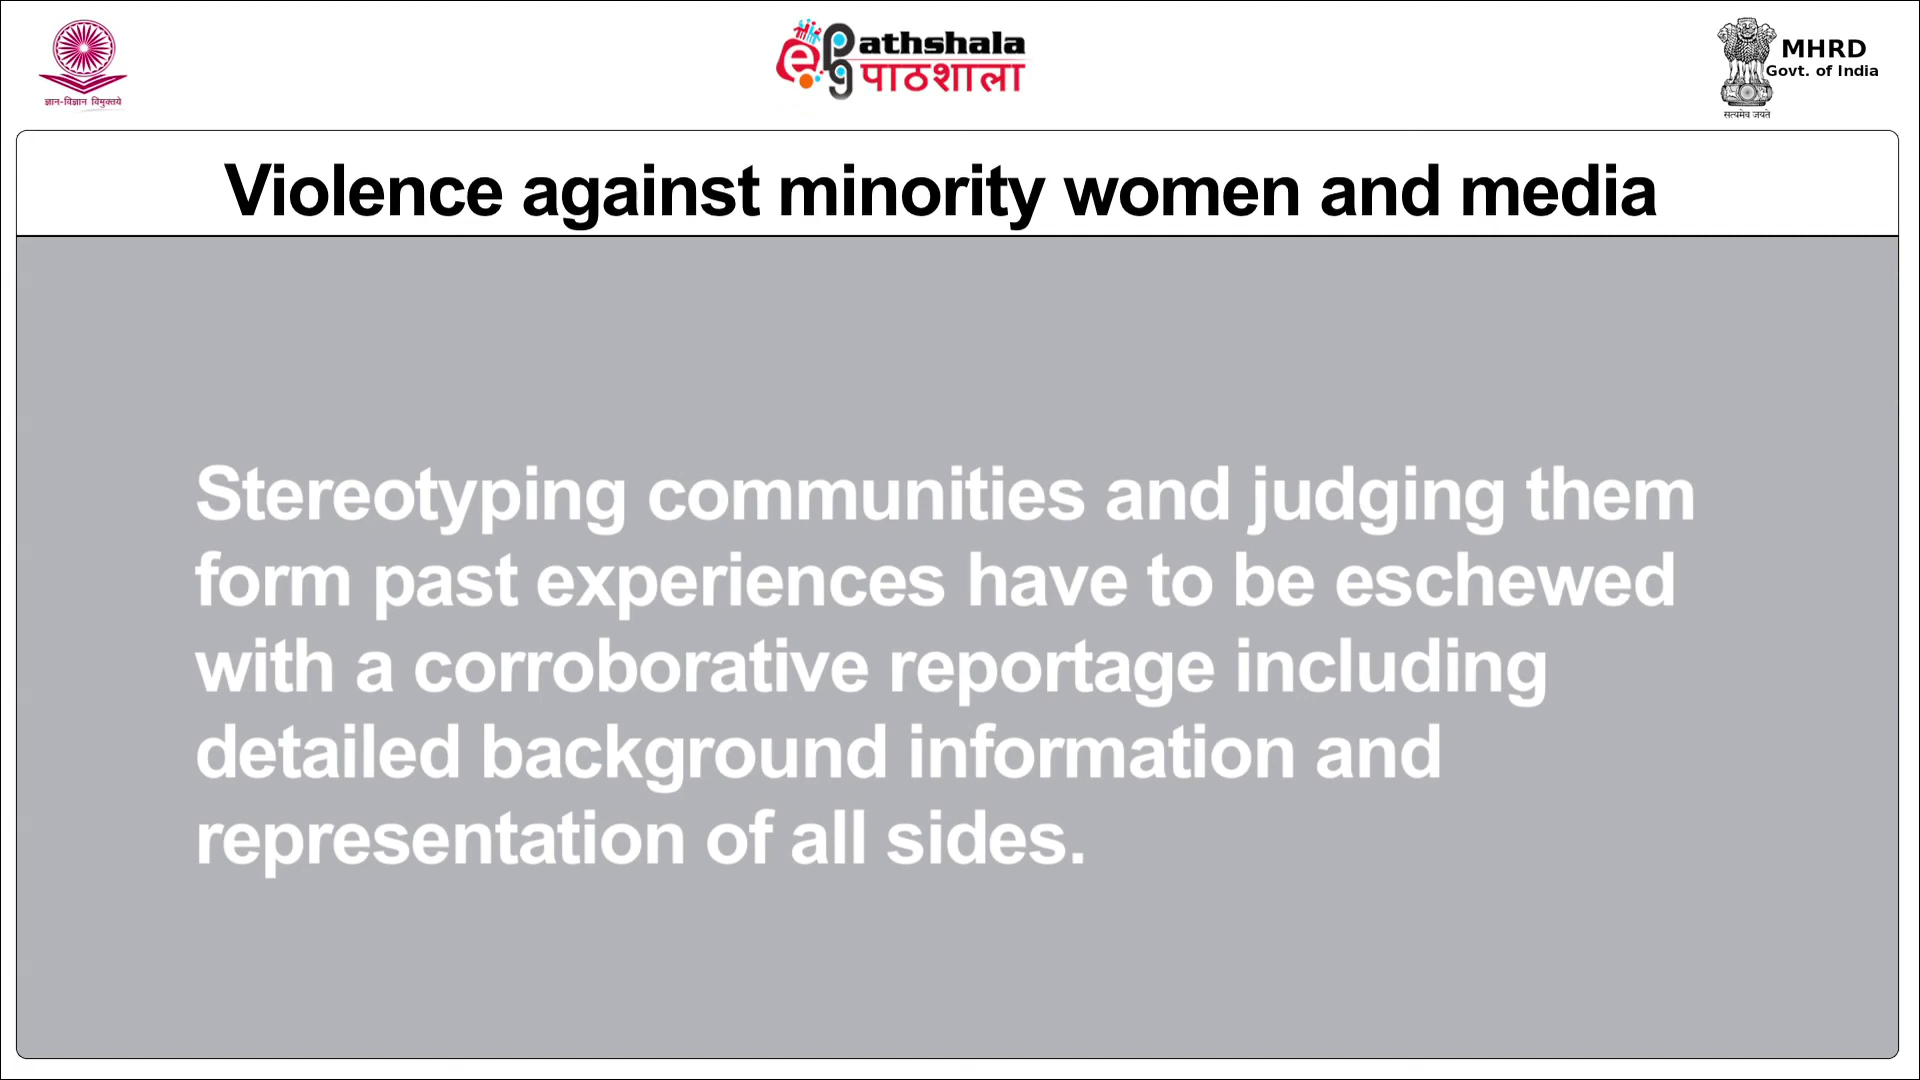 ज्ञान-विज्ञान विमुक्तये
ePG athshala
पाठशाला
MHRD
Govt. of India
सत्यमेव जयते
Violence against minority women and media
Stereotyping communities and judging them
form past experiences have to be eschewed
with a corroborative reportage including
detailed background information and
representation of all sides.